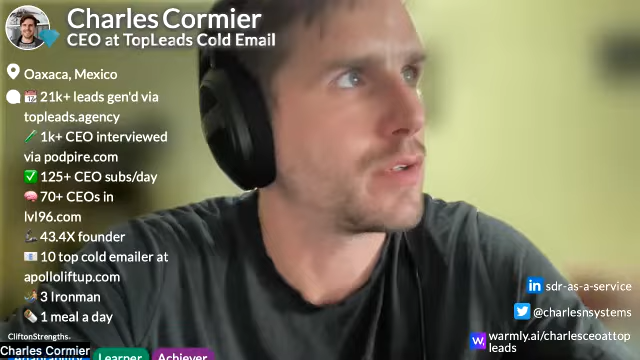 Charles Cormier
CEO at TopLeads Cold Email
Oaxaca, Mexico
21k+ leads gen'd via
topleads.agency
1k+ CEO interviewed
via podpire.com
125+ CEO subs/day
70+ CEOs in
lvl96.com
43.4X founder
10 top cold emailer at
apolloliftup.com
3 Ironman
1 meal a day
CliftonStrengths.
Charles Cormier
Adaptability
Learner
Achiever
sdr-as-a-service
@charlesnsystems
warmly.ai/charlesceoattop
leads